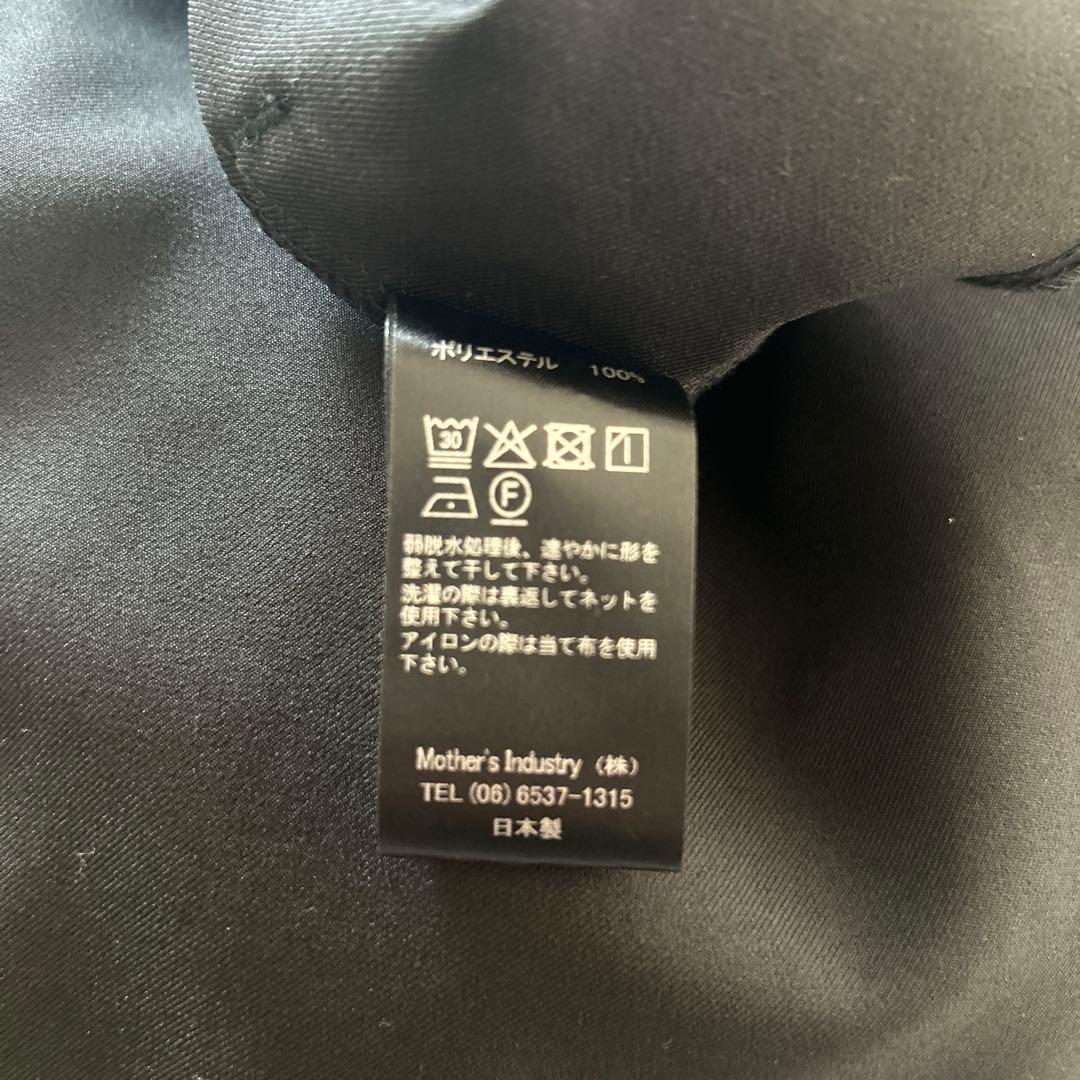 ポリエステル 100%
30
F
弱脱水処理後、速やかに形を
整えて干して下さい。
洗濯の際は裏返してネットを
使用下さい。
アイロンの際は当て布を使用
下さい。
Mother's Industry (株)
TEL (06) 6537-1315
日本製